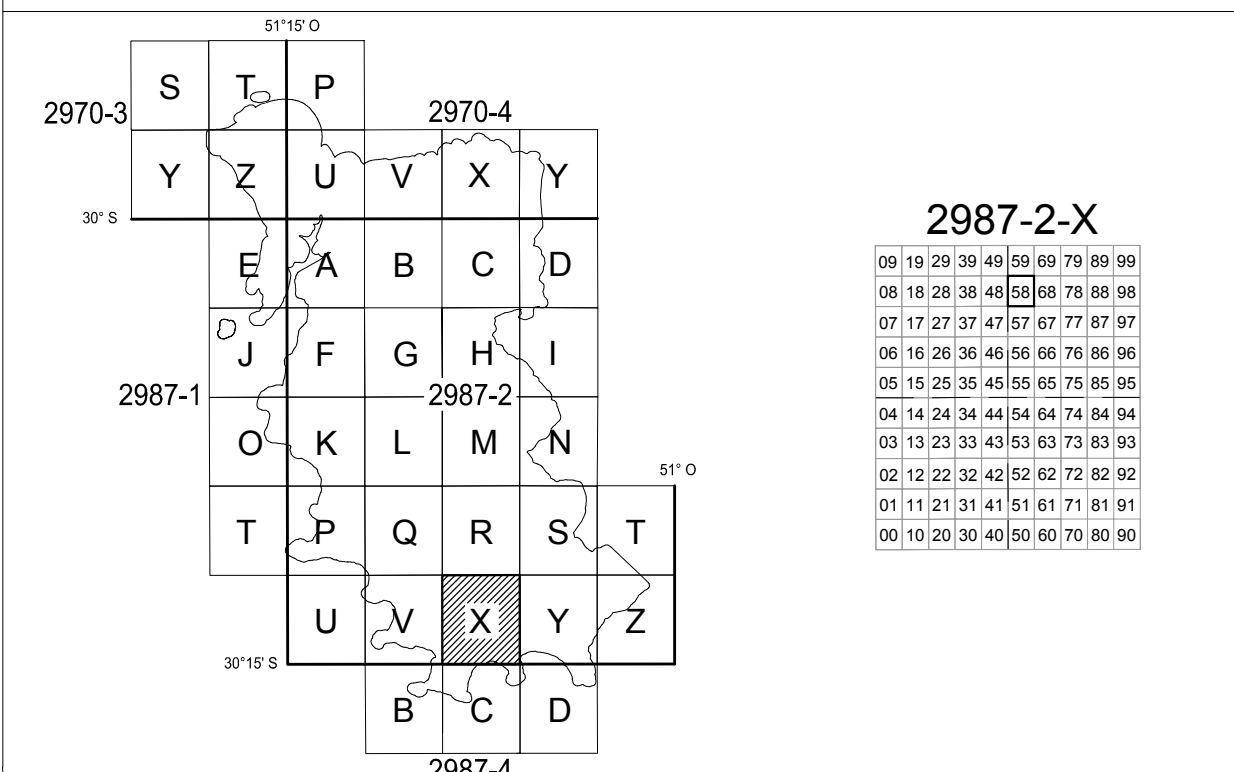 51°15' O
S T P
2970-3
2970-4
Y Z U V X Y
30° S
E A B C D
J F G H I
2987-1
2987-2
O K L M N
51° O
T P Q R S T
U V X Y Z
30°15' S
B C D
2987-4
2987-2-X
09 19 29 39 49 59 69 79 89 99
08 18 28 38 48 58 68 78 88 98
07 17 27 37 47 57 67 77 87 97
06 16 26 36 46 56 66 76 86 96
05 15 25 35 45 55 65 75 85 95
04 14 24 34 44 54 64 74 84 94
03 13 23 33 43 53 63 73 83 93
02 12 22 32 42 52 62 72 82 92
01 11 21 31 41 51 61 71 81 91
00 10 20 30 40 50 60 70 80 90